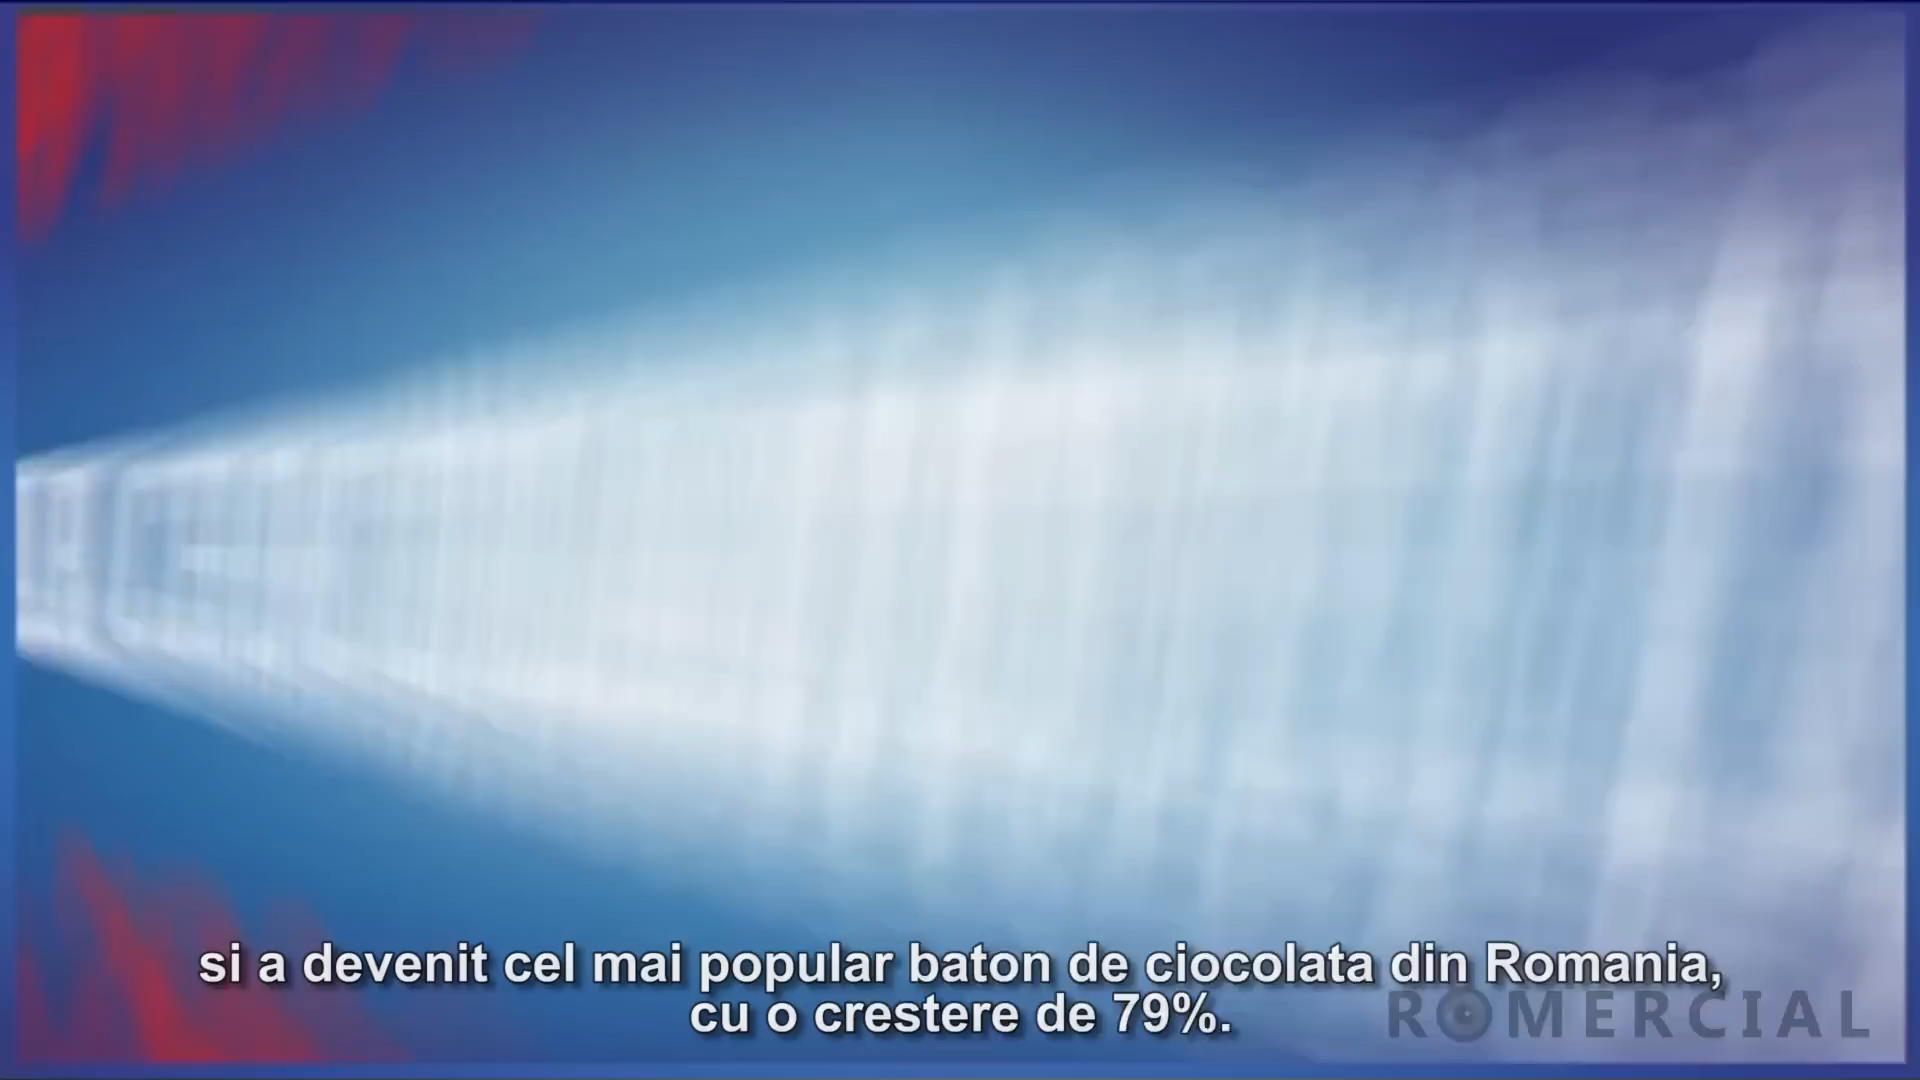 si a devenit cel mai popular baton de ciocolata din Romania,
cu o crestere de 79%.
ROMERCIAL